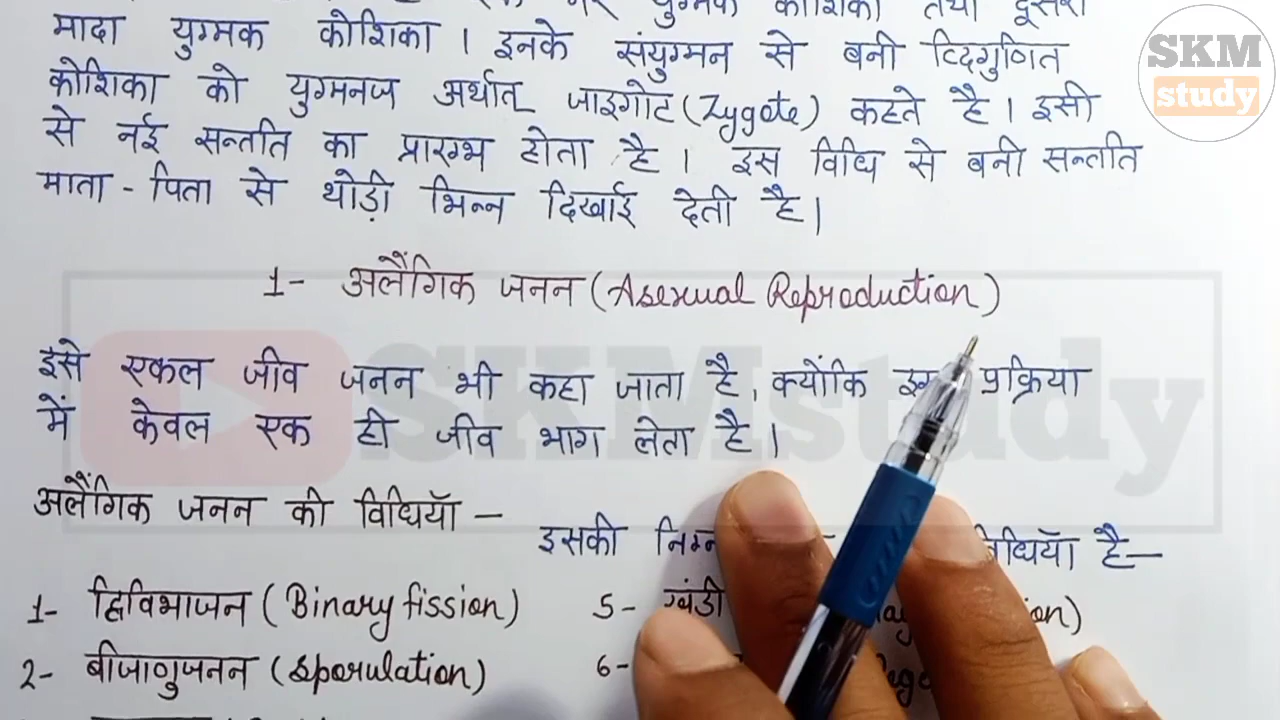 मादा युग्मक कोशिका । इनके संयुग्मन से बनी द्विगुणित
कोशिका को युग्मनज अर्थात् जाइगोट (Zygote) कहते है । इसी
से नई सन्तति का प्रारम्भ होता है । इस विधि से बनी सन्तति
माता - पिता से थोड़ी भिन्न दिखाई देती है ।
1- अलैंगिक जनन (Asexual Reproduction)
इसे एकल जीव जनन भी कहा जाता है, क्योंकि प्रक्रिया
में केवल एक ही जीव भाग लेता है ।
अलैंगिक जनन की विधियाँ -
इसकी है-
1- द्विविभाजन (Binary fission)
2- बीजाणुजनन (Sporulation)
5-
6-
SKM
study
SKMstudy